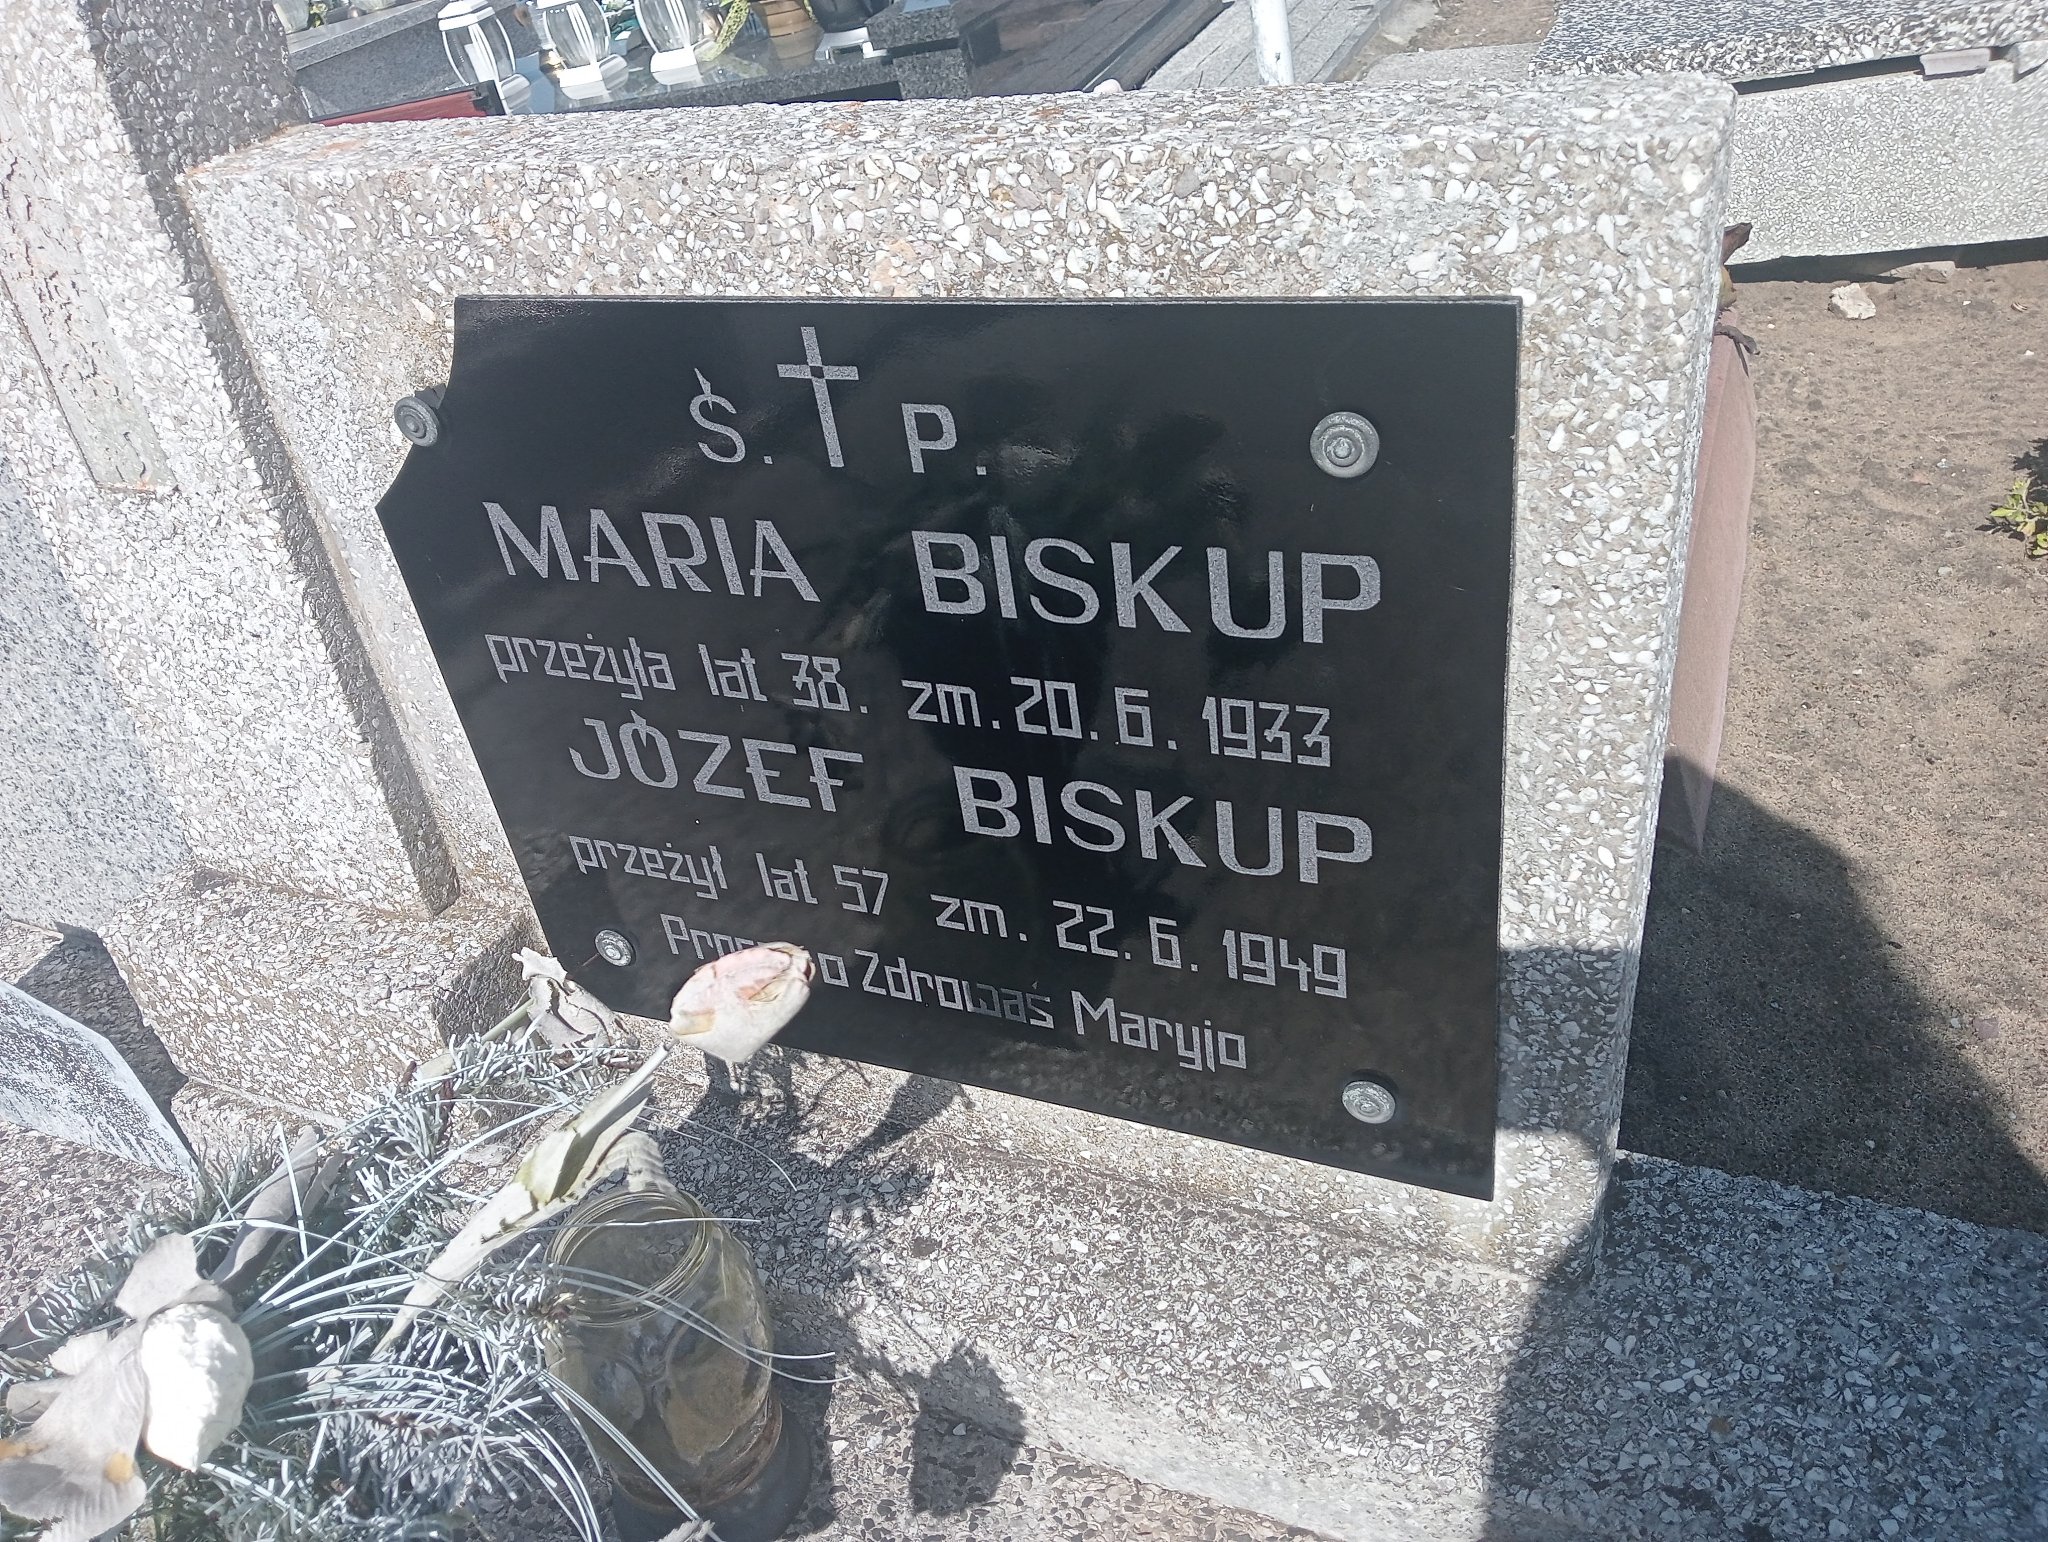 Ś. P.
MARIA BISKUP
przeżyła lat 38. zm. 20. 6. 1933
JÓZEF BISKUP
przeżył lat 57 zm. 22. 6. 1949
o Zdrowaś Maryjo